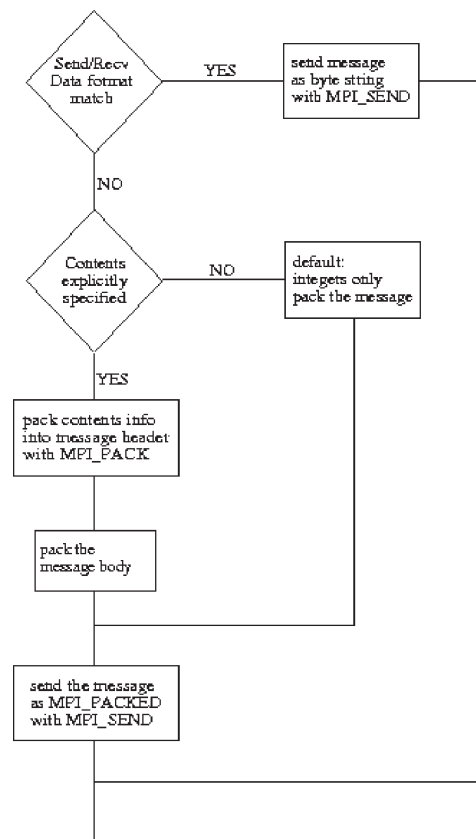 Send/Recv
Data format
match
YES
send message
as byte string
with MPI_SEND
NO
Contents
explicitly
specified
NO
default:
integers only
pack the message
YES
pack contents info
into message header
with MPI_PACK
pack the
message body
send the message
as MPI_PACKED
with MPI_SEND